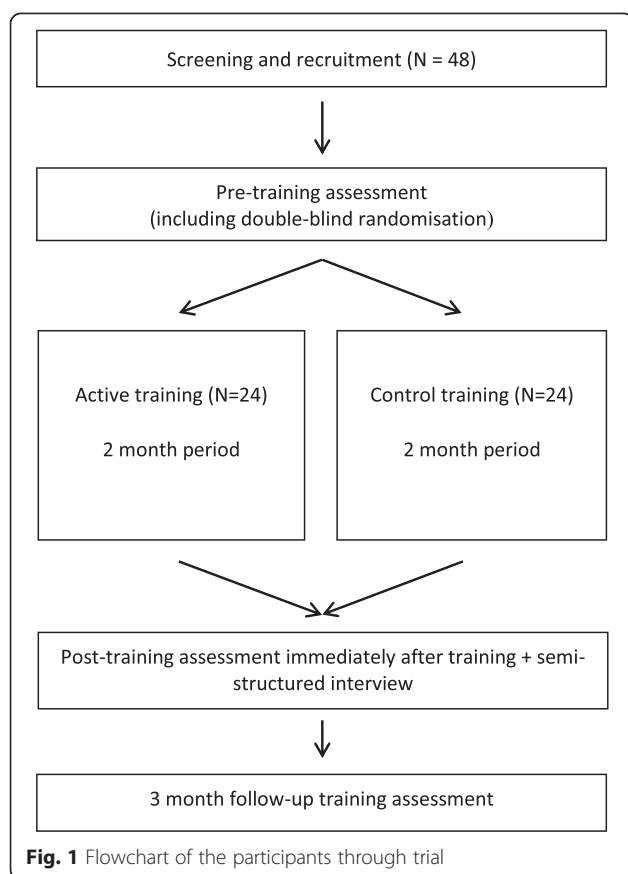 Screening and recruitment (N = 48)
Pre-training assessment
(including double-blind randomisation)
Active training (N=24)
2 month period
Control training (N=24)
2 month period
Post-training assessment immediately after training + semi-
structured interview
3 month follow-up training assessment
Fig. 1 Flowchart of the participants through trial